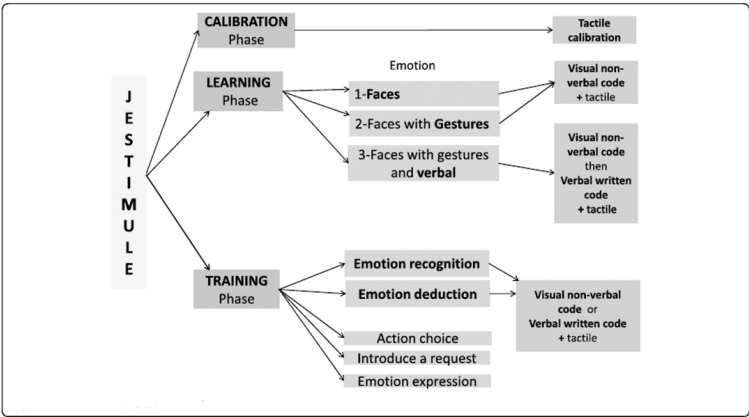 JESTIMULE
CALIBRATION
Phase
Tactile
calibration
LEARNING
Phase
Emotion
1-Faces
2-Faces with Gestures
3-Faces with gestures
and verbal
Visual non-
verbal code
+ tactile
Visual non-
verbal code
then
Verbal written
code
+ tactile
TRAINING
Phase
Emotion recognition
Emotion deduction
Action choice
Introduce a request
Emotion expression
Visual non-verbal
code or
Verbal written code
+ tactile